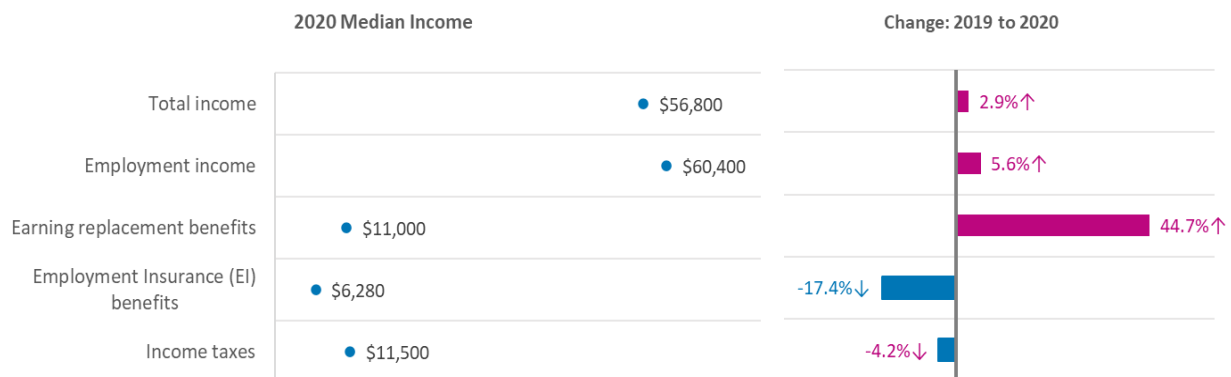 2020 Median Income
Change: 2019 to 2020
Total income
$56,800
2.9%↑
Employment income
$60,400
5.6%↑
Earning replacement benefits
$11,000
44.7%↑
Employment Insurance (EI)
benefits
$6,280
-17.4%↓
Income taxes
$11,500
-4.2%↓